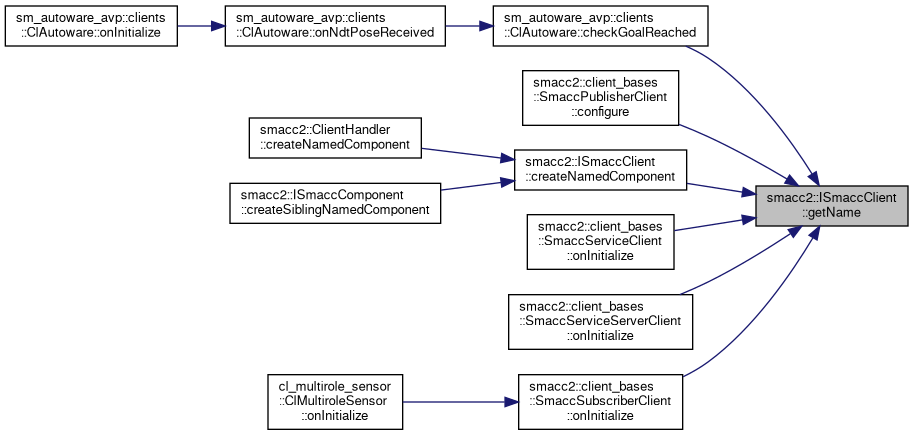 sm_autoware_avp::clients
::ClAutoware::onInitialize
sm_autoware_avp::clients
::ClAutoware::onNdtPoseReceived
sm_autoware_avp::clients
::ClAutoware::checkGoalReached
smacc2::client_bases
::SmaccPublisherClient
::configure
smacc2::ClientHandler
::createNamedComponent
smacc2::ISmaccClient
::createNamedComponent
smacc2::ISmaccComponent
::createSiblingNamedComponent
smacc2::ISmaccClient
::getName
smacc2::client_bases
::SmaccServiceClient
::onInitialize
smacc2::client_bases
::SmaccServiceServerClient
::onInitialize
cl_multirole_sensor
::ClMultiroleSensor
::onInitialize
smacc2::client_bases
::SmaccSubscriberClient
::onInitialize